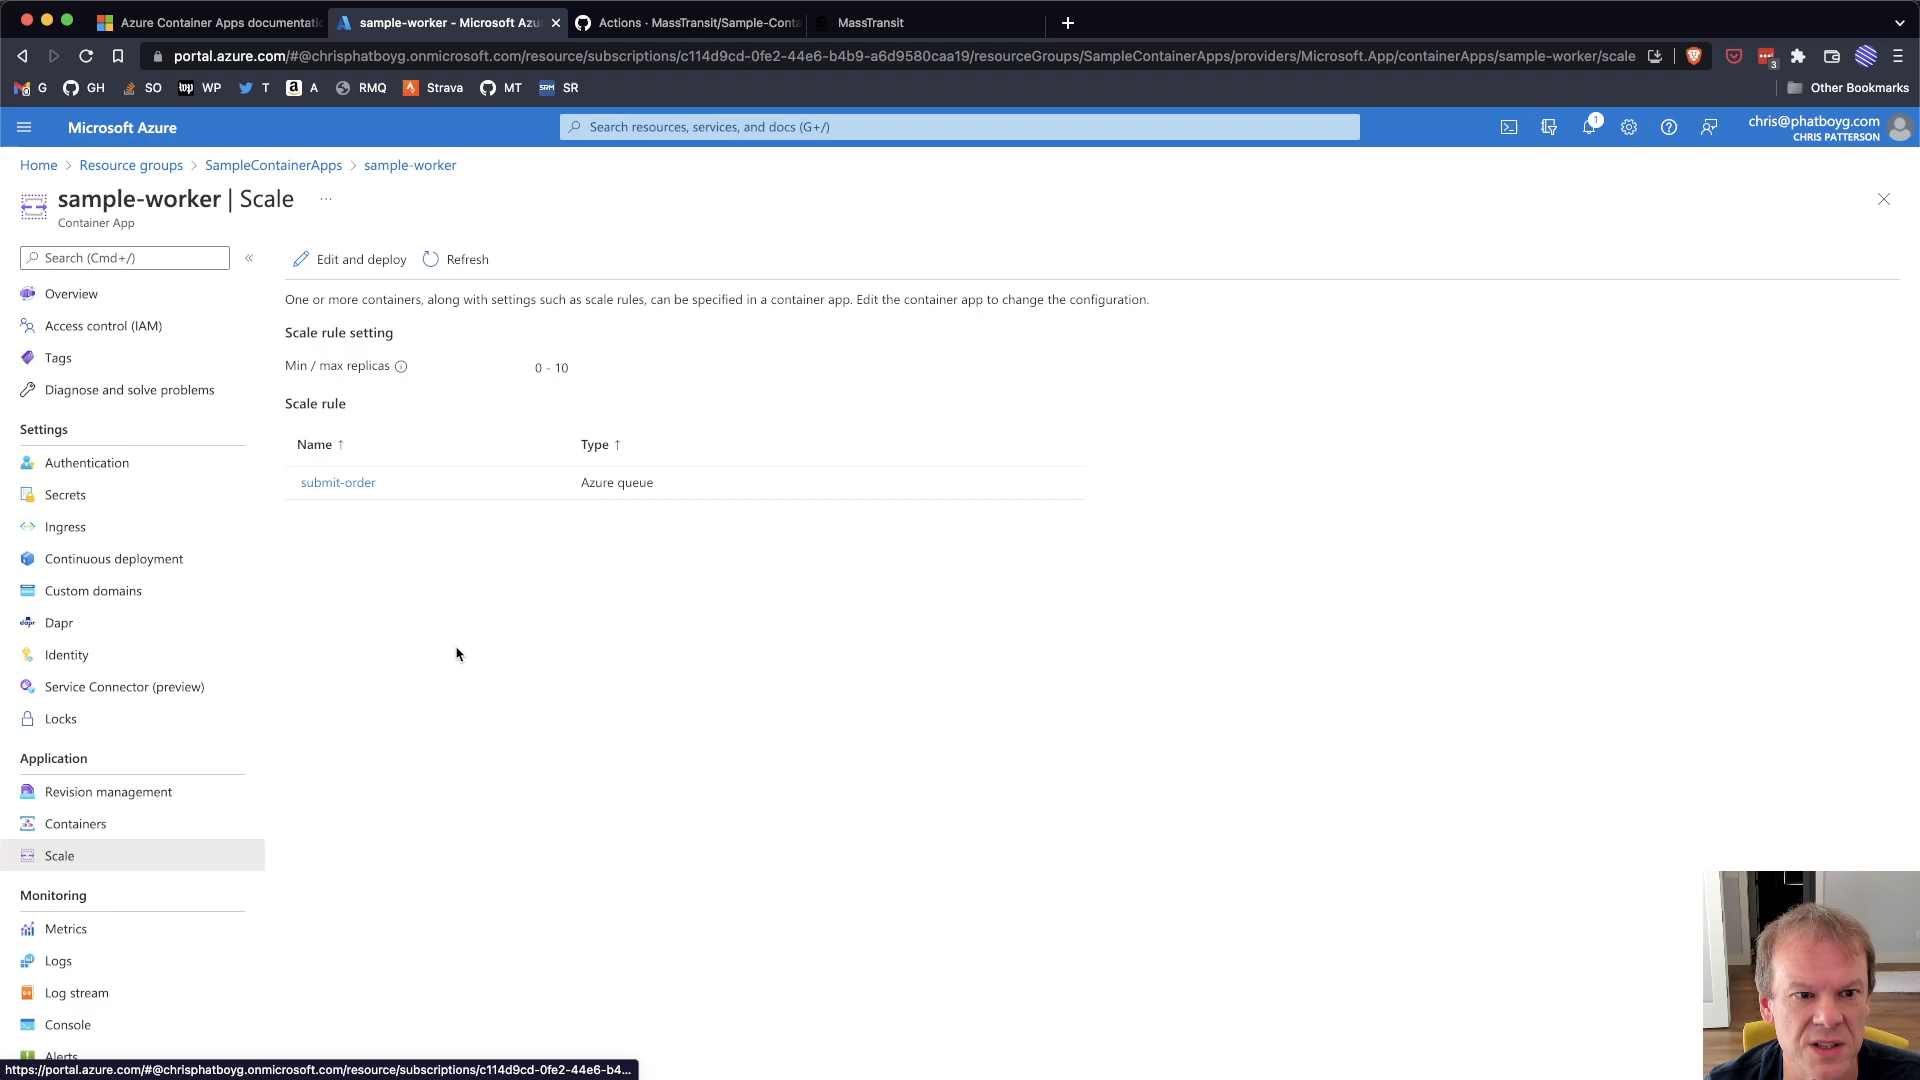 Azure Container Apps documentatic
sample-worker - Microsoft Azu
Actions · MassTransit/Sample-Conta
MassTransit
portal.azure.com/#@chrisphatboyg.onmicrosoft.com/resource/subscriptions/c114d9cd-0fe2-44e6-b4b9-a6d9580caa19/resourceGroups/SampleContainerApps/providers/Microsoft.App/containerApps/sample-worker/scale
3
G
GH
SO
wp WP
T
a A
RMQ
Strava
MT
SRM SR
Other Bookmarks
Microsoft Azure
Search resources, services, and docs (G+/)
1
chris@phatboyg.com
CHRIS PATTERSON
Home > Resource groups > SampleContainerApps > sample-worker
sample-worker | Scale ...
Container App
Search (Cmd+/)
«
Edit and deploy
Refresh
Overview
Access control (IAM)
Tags
Diagnose and solve problems
Settings
Authentication
Secrets
Ingress
Continuous deployment
Custom domains
dapr Dapr
Identity
Service Connector (preview)
Locks
Application
Revision management
Containers
Scale
Monitoring
Metrics
Logs
Log stream
Console
Alerts
One or more containers, along with settings such as scale rules, can be specified in a container app. Edit the container app to change the configuration.
Scale rule setting
Min / max replicas
0 - 10
Scale rule
Name ↑
Type ↑
submit-order
Azure queue
https://portal.azure.com/#@chrisphatboyg.onmicrosoft.com/resource/subscriptions/c114d9cd-0fe2-44e6-b4...